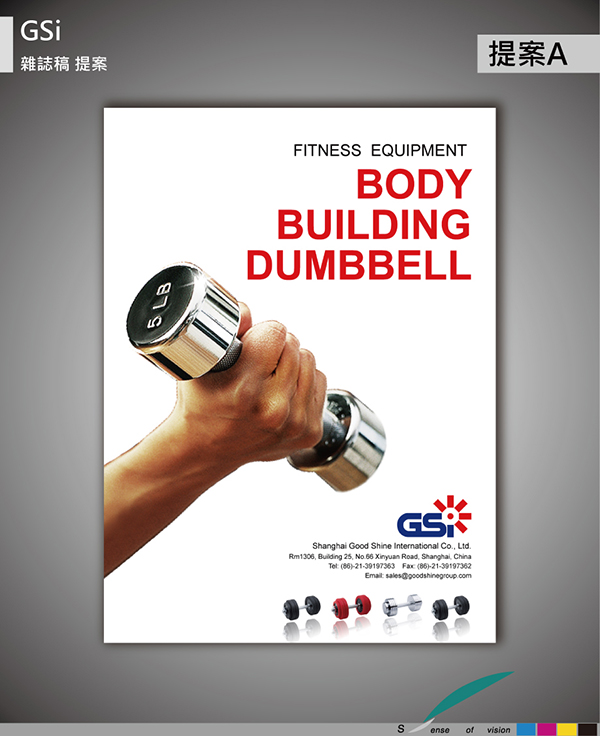 GSi
雜誌稿 提案
提案A
FITNESS EQUIPMENT
BODY
BUILDING
DUMBBELL
5 LB
GSi
Shanghai Good Shine International Co., Ltd.
Rm1306, Building 25, No.66 Xinyuan Road, Shanghai, China
Tel: (86)-21-39197363 Fax: (86)-21-39197362
Email: sales@goodshinegroup.com
Sense of vision